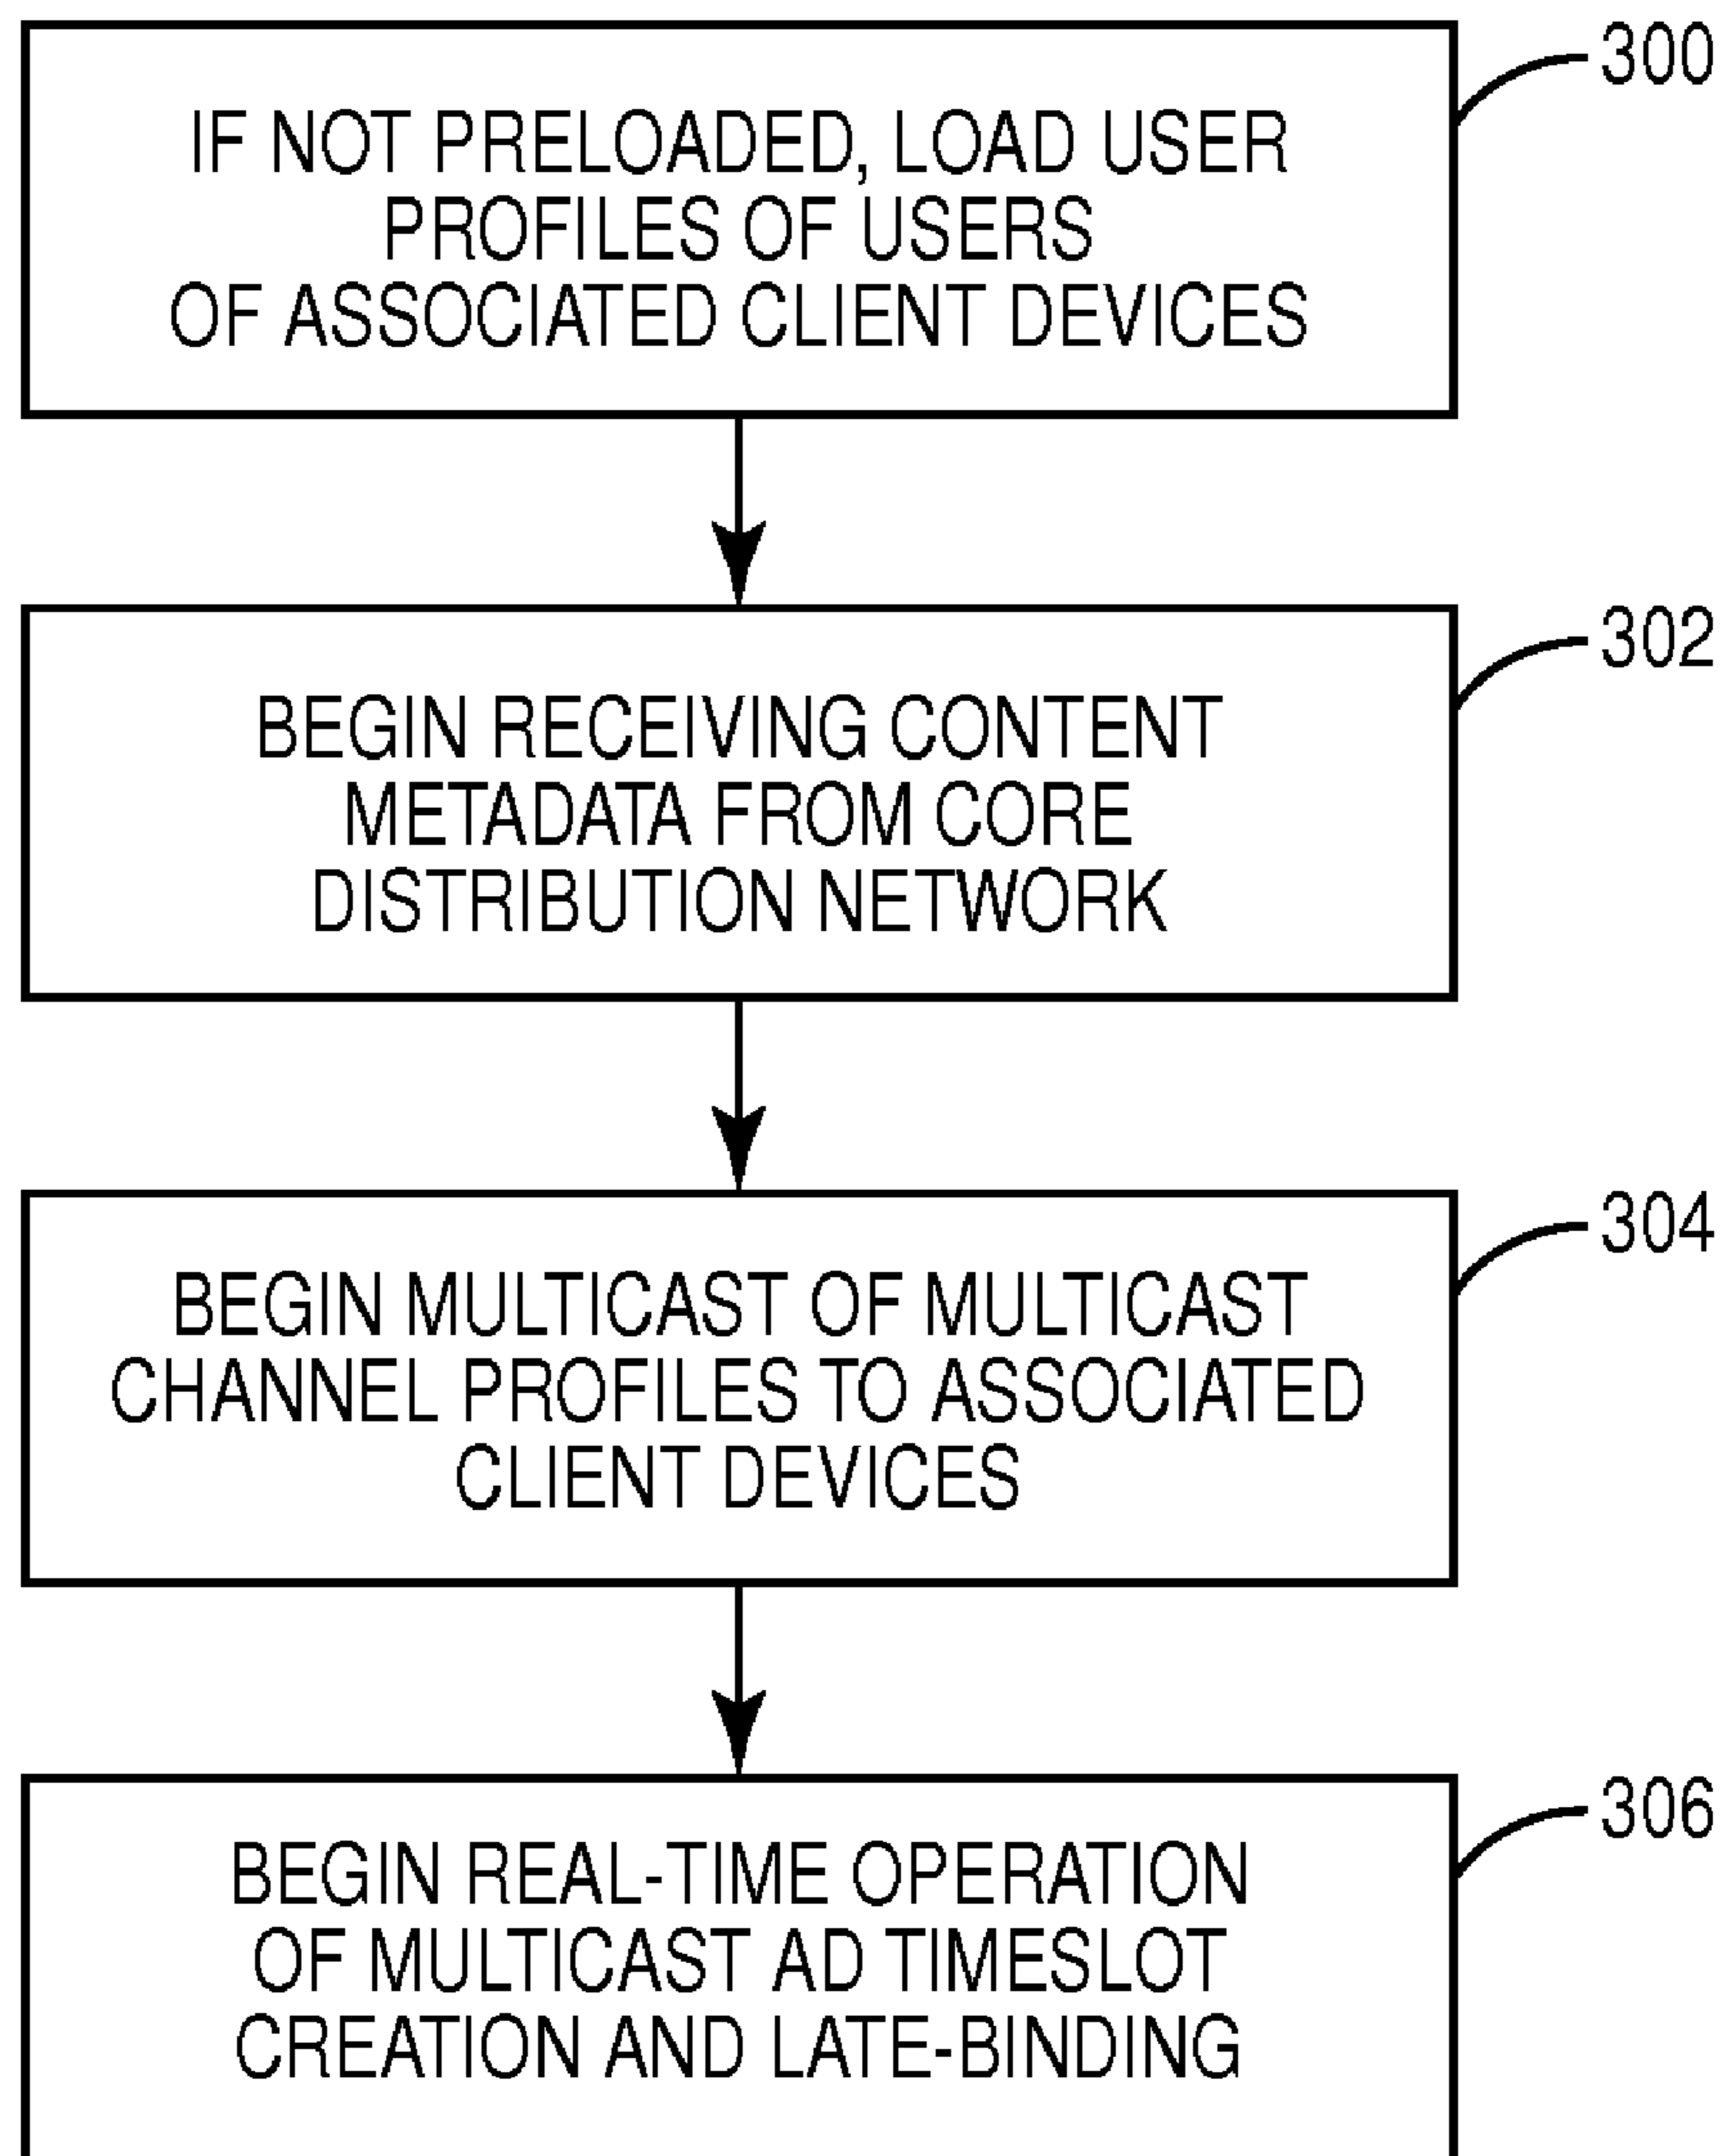 300
IF NOT PRELOADED, LOAD USER
PROFILES OF USERS
OF ASSOCIATED CLIENT DEVICES
302
BEGIN RECEIVING CONTENT
METADATA FROM CORE
DISTRIBUTION NETWORK
304
BEGIN MULTICAST OF MULTICAST
CHANNEL PROFILES TO ASSOCIATED
CLIENT DEVICES
306
BEGIN REAL-TIME OPERATION
OF MULTICAST AD TIMESLOT
CREATION AND LATE-BINDING